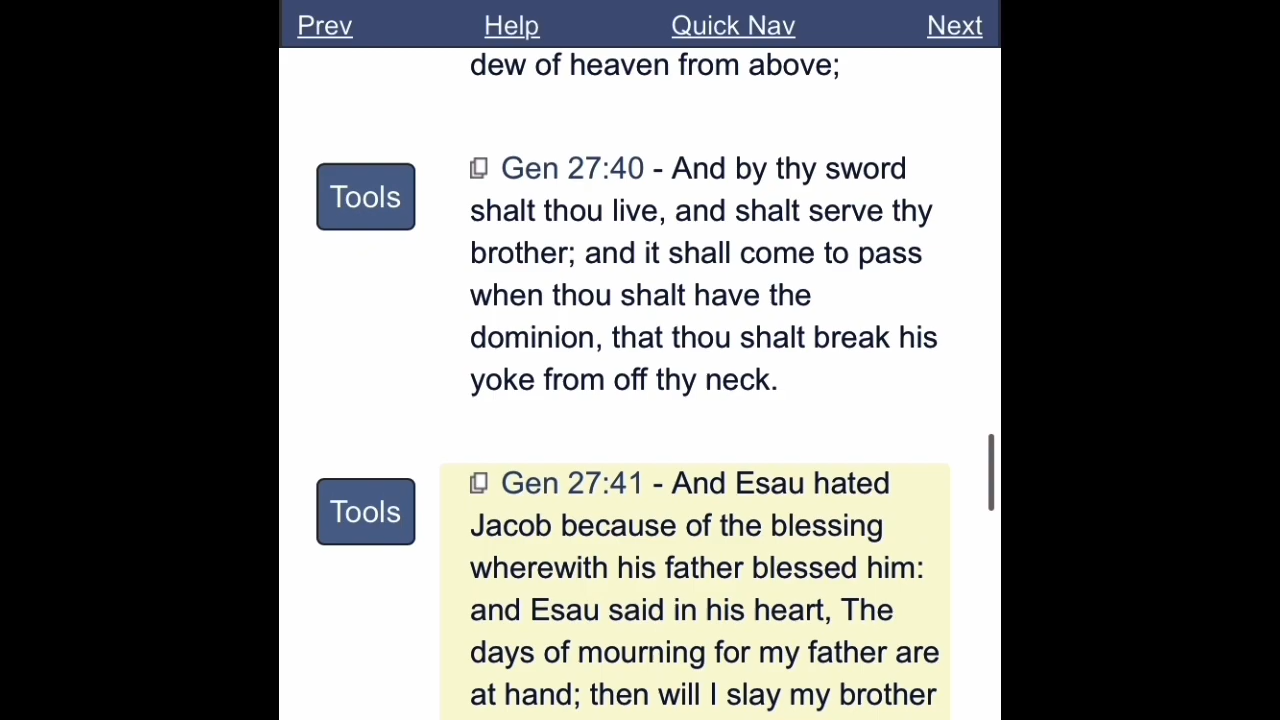 Prev Help Quick Nav Next
dew of heaven from above;
Tools
Gen 27:40 - And by thy sword
shalt thou live, and shalt serve thy
brother; and it shall come to pass
when thou shalt have the
dominion, that thou shalt break his
yoke from off thy neck.
Tools
Gen 27:41 - And Esau hated
Jacob because of the blessing
wherewith his father blessed him:
and Esau said in his heart, The
days of mourning for my father are
at hand; then will I slay my brother